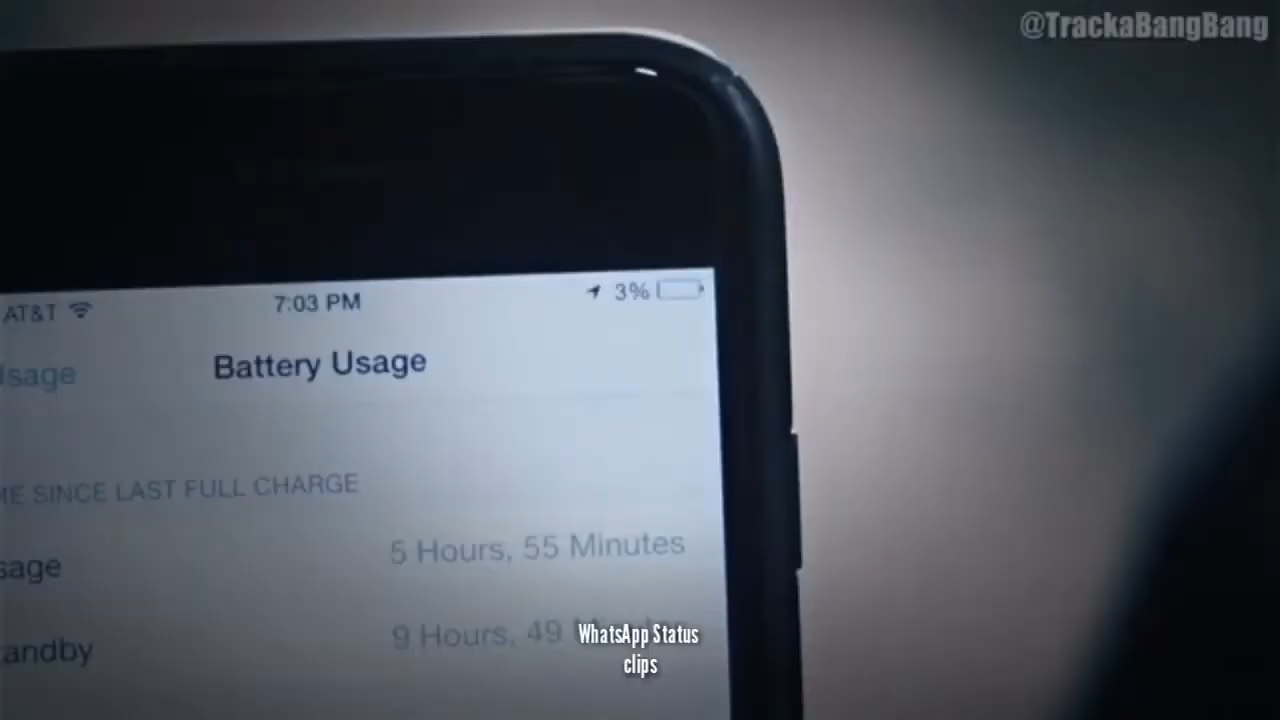 @TrackaBangBang
AT&T 7:03 PM 3%
Usage Battery Usage
ME SINCE LAST FULL CHARGE
sage 5 Hours, 55 Minutes
andby 9 Hours, 49
WhatsApp Status
clips